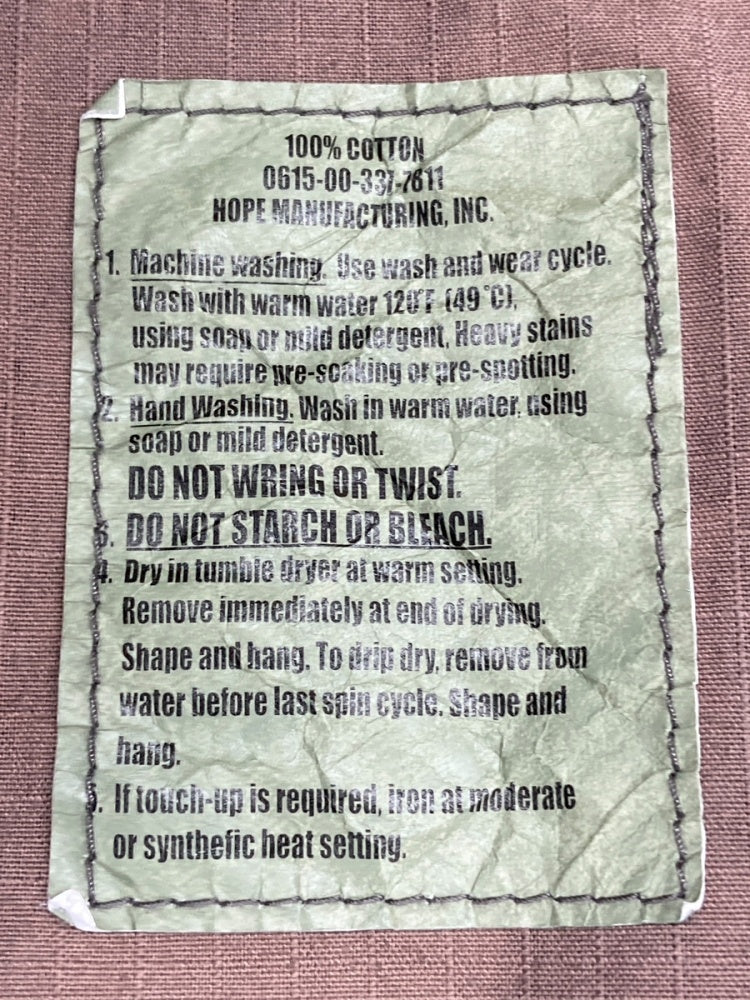 100% COTTON
0615-00-337-7611
HOPE MANUFACTURING, INC.
1. Machine washing. Use wash and wear cycle.
Wash with warm water 120°F (49°C),
using soap or mild detergent. Heavy stains
may require pre-soaking or pre-spotting.
2. Hand Washing. Wash in warm water, using
soap or mild detergent.
DO NOT WRING OR TWIST.
3. DO NOT STARCH OR BLEACH.
4. Dry in tumble dryer at warm setting.
Remove immediately at end of drying.
Shape and hang. To drip dry, remove from
water before last spin cycle. Shape and
hang.
5. If touch-up is required, iron at moderate
or synthefic heat setting.